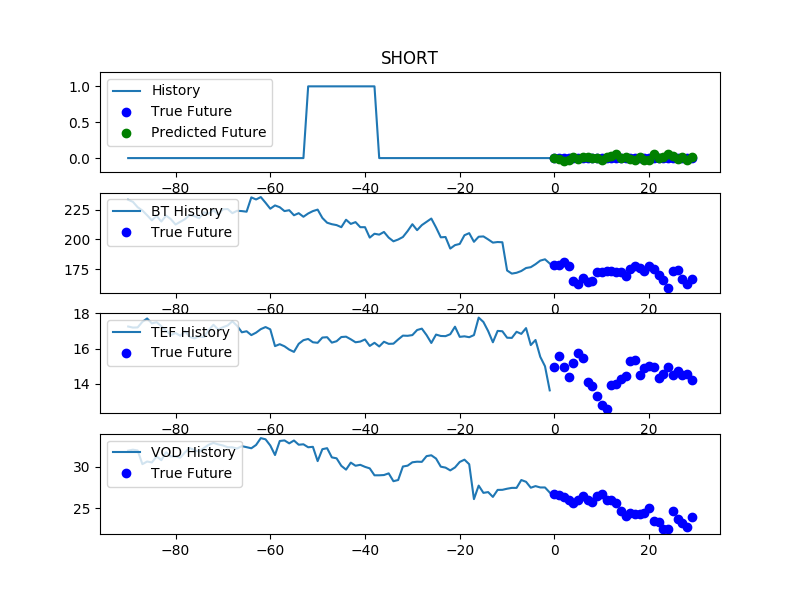 SHORT
1.0
0.5
0.0
History
True Future
Predicted Future
−80 −60 −40 −20 0 20
225
200
175
BT History
True Future
−80 −60 −40 −20 0 20
18
16
14
TEF History
True Future
−80 −60 −40 −20 0 20
30
25
VOD History
True Future
−80 −60 −40 −20 0 20